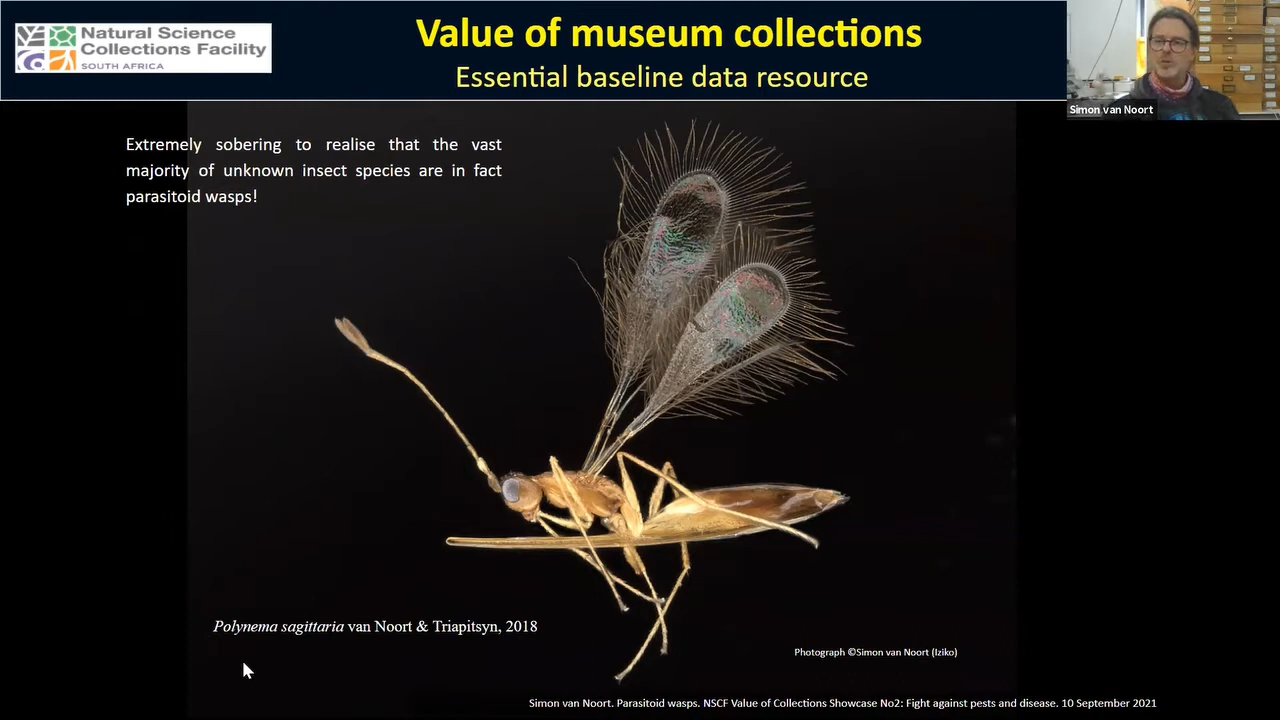 Natural Science
Collections Facility
SOUTH AFRICA
Value of museum collections
Essential baseline data resource
Simon van Noort
Extremely sobering to realise that the vast
majority of unknown insect species are in fact
parasitoid wasps!
Polynema sagittaria van Noort & Triapitsyn, 2018
Photograph ©Simon van Noort (Iziko)
Simon van Noort. Parasitoid wasps. NSCF Value of Collections Showcase No2: Fight against pests and disease. 10 September 2021